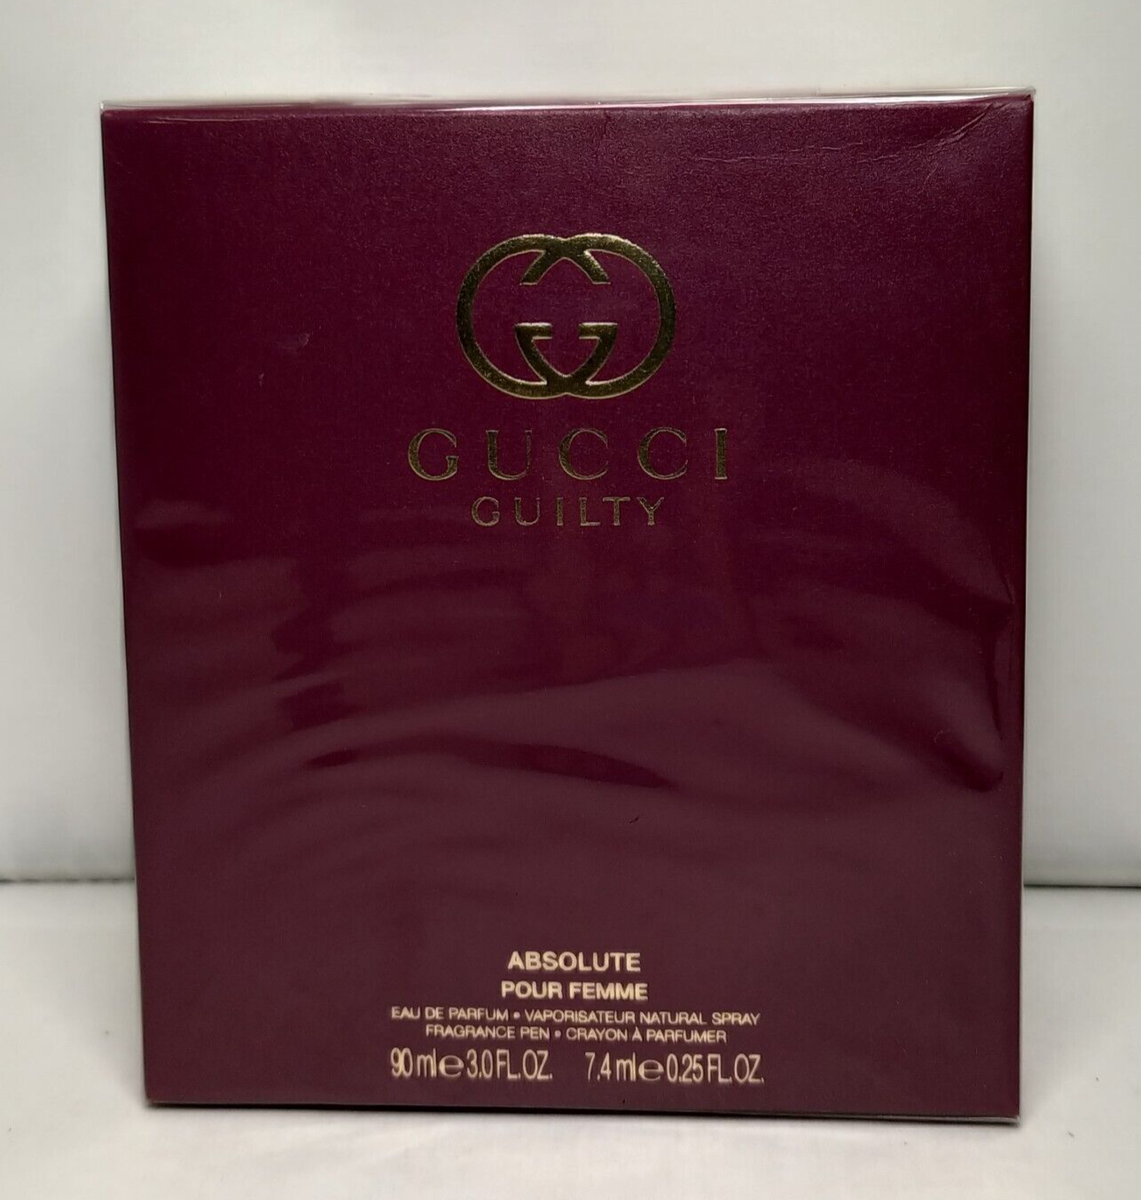 GUCCI
GUILTY
ABSOLUTE
POUR FEMME
EAU DE PARFUM • VAPORISATEUR NATURAL SPRAY
FRAGRANCE PEN • CRAYON À PARFUMER
90 ml e 3.0 FL. OZ. 7.4 ml e 0.25 FL. OZ.